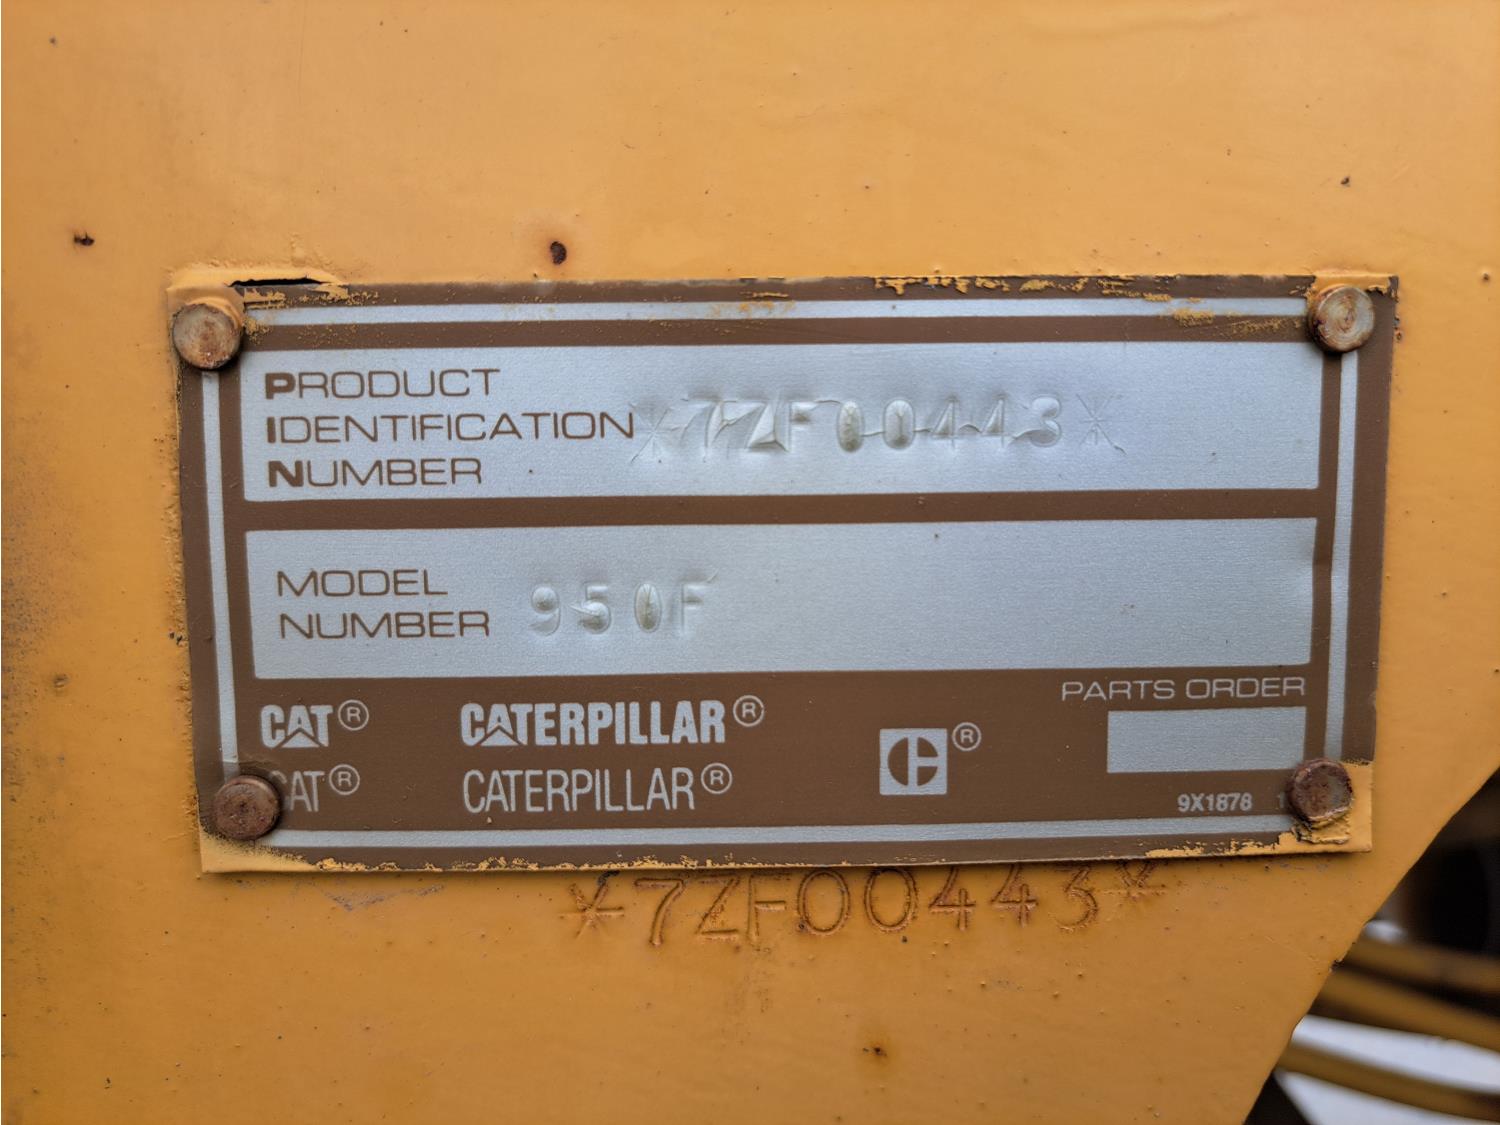 PRODUCT
IDENTIFICATION *7ZF00443*
NUMBER
MODEL
NUMBER 950F
PARTS ORDER
CAT® CATERPILLAR® C®
CAT® CATERPILLAR®
9X1878
*7ZF00443*